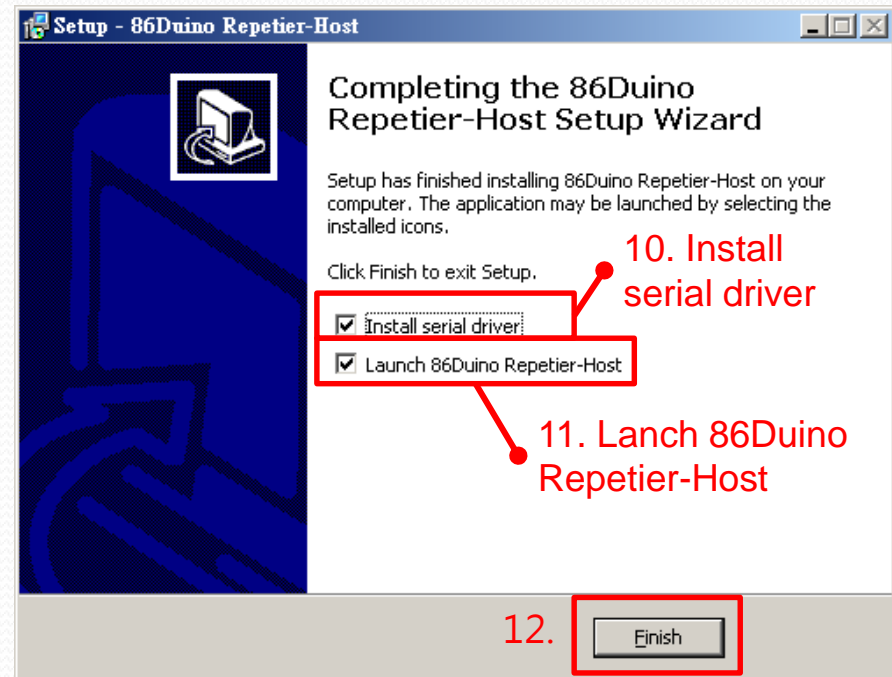 Setup - 86Duino Repetier-Host
Completing the 86Duino
Repetier-Host Setup Wizard
Setup has finished installing 86Duino Repetier-Host on your
computer. The application may be launched by selecting the
installed icons.
Click Finish to exit Setup.
10. Install
serial driver
Install serial driver
Launch 86Duino Repetier-Host
11. Lanch 86Duino
Repetier-Host
12.
Finish